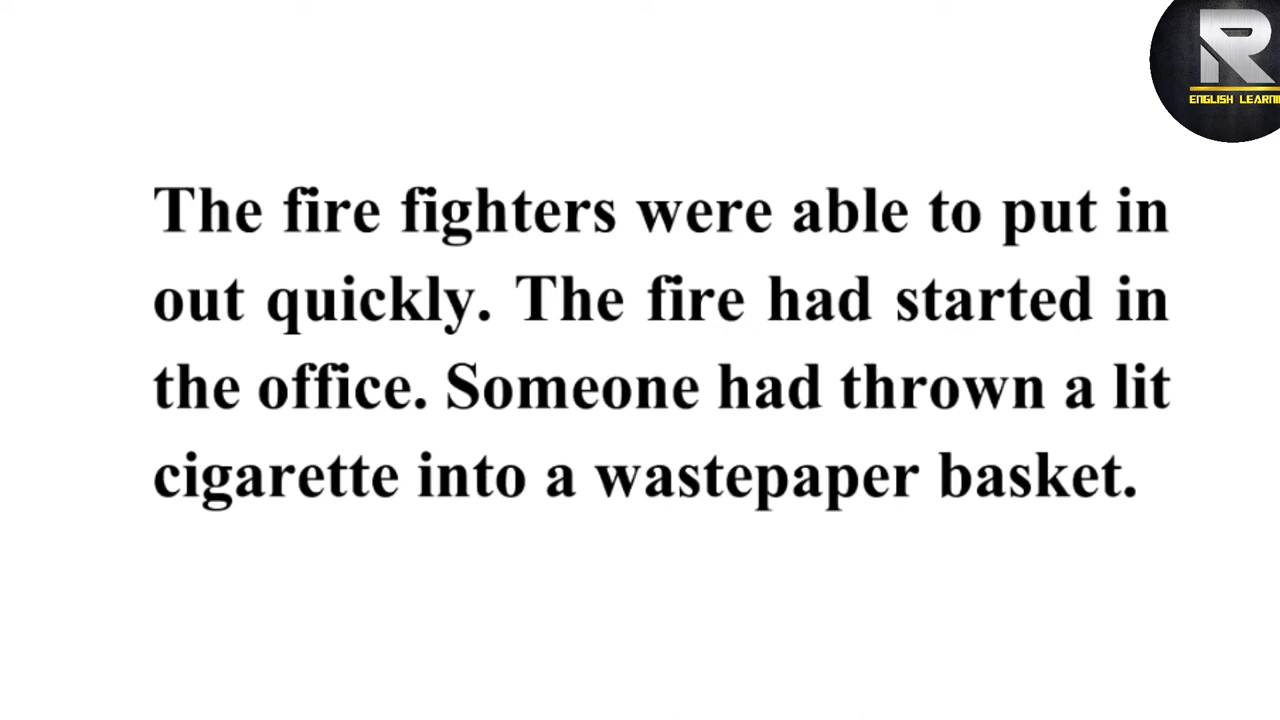 R
ENGLISH LEARNIN
The fire fighters were able to put in
out quickly. The fire had started in
the office. Someone had thrown a lit
cigarette into a wastepaper basket.